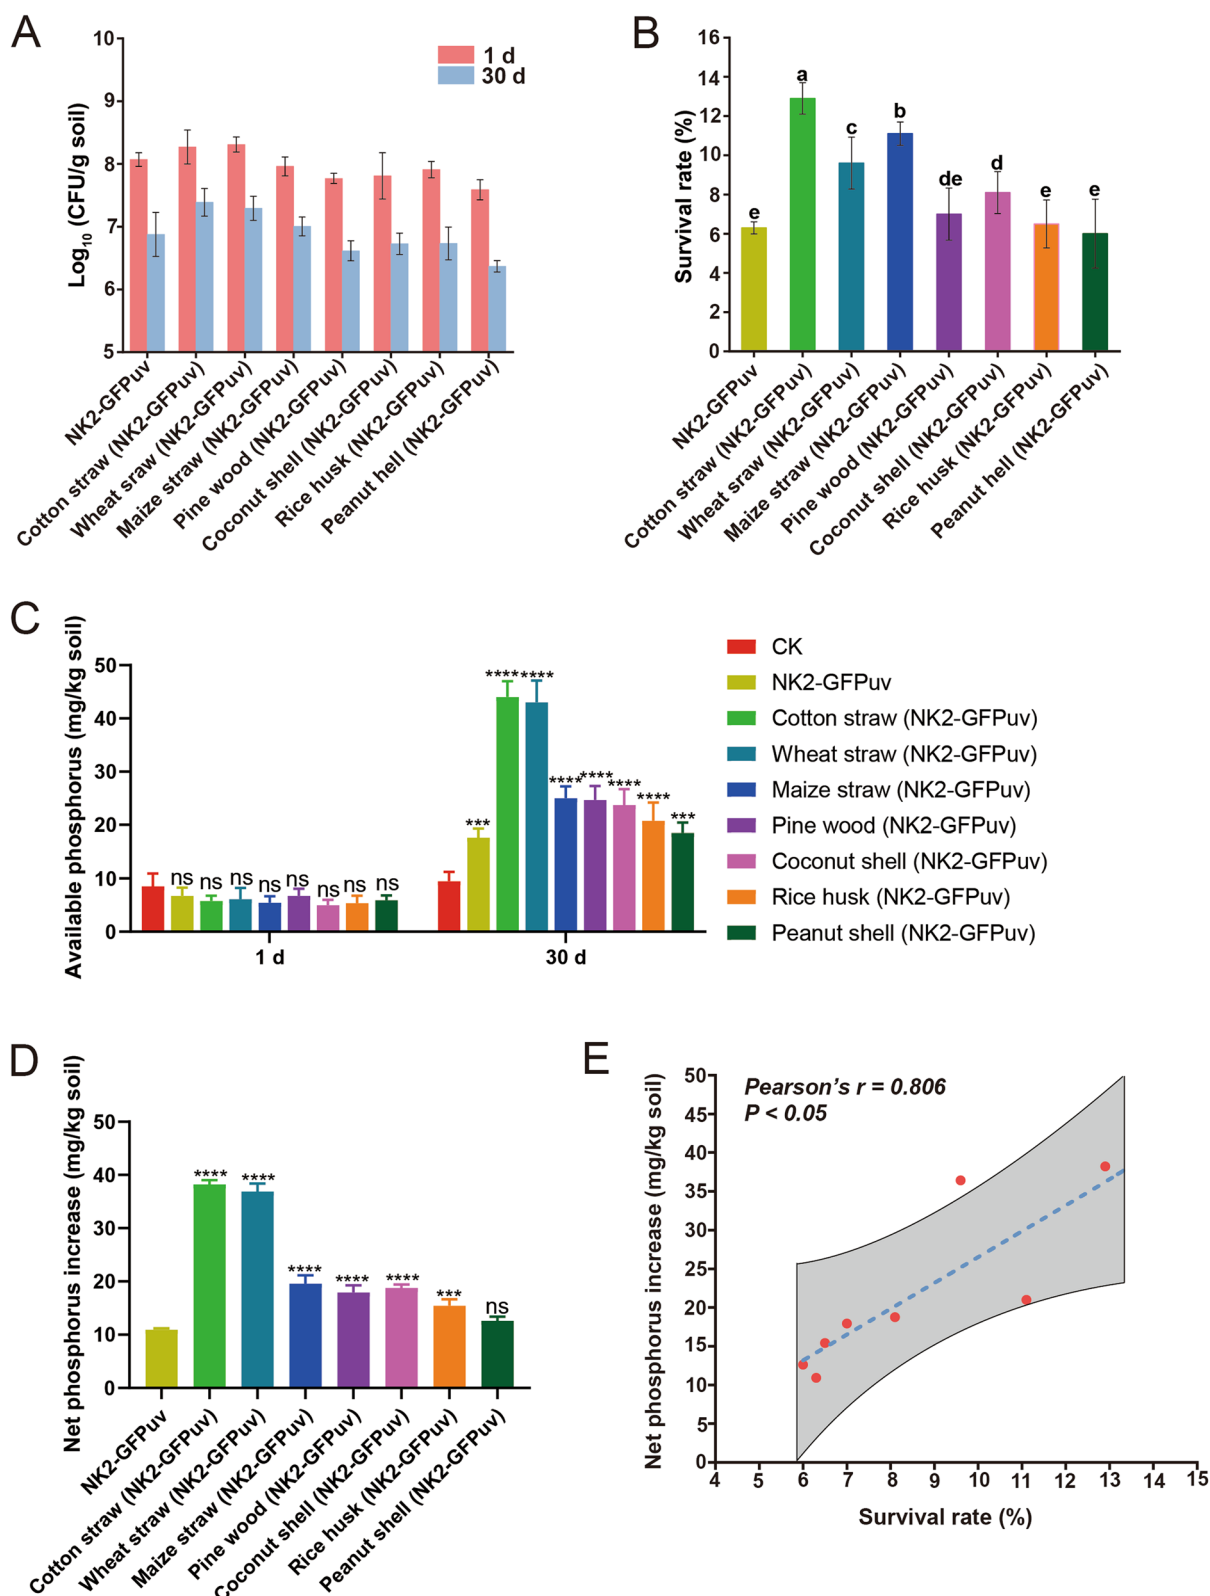 A
Log10 (CFU/g soil)
10
9
8
7
6
5
1 d
30 d
NK2-GFPuv
Cotton straw (NK2-GFPuv)
Wheat sraw (NK2-GFPuv)
Maize straw (NK2-GFPuv)
Pine wood (NK2-GFPuv)
Coconut shell (NK2-GFPuv)
Rice husk (NK2-GFPuv)
Peanut hell (NK2-GFPuv)
B
Survival rate (%)
16
14
12
10
8
6
4
2
0
e
a
c
b
de
d
e
e
NK2-GFPuv
Cotton straw (NK2-GFPuv)
Wheat sraw (NK2-GFPuv)
Maize straw (NK2-GFPuv)
Pine wood (NK2-GFPuv)
Coconut shell (NK2-GFPuv)
Rice husk (NK2-GFPuv)
Peanut hell (NK2-GFPuv)
C
Available phosphorus (mg/kg soil)
50
40
30
20
10
0
ns ns ns ns ns ns ns ns
*** **** **** **** **** **** **** ***
1 d
30 d
CK
NK2-GFPuv
Cotton straw (NK2-GFPuv)
Wheat straw (NK2-GFPuv)
Maize straw (NK2-GFPuv)
Pine wood (NK2-GFPuv)
Coconut shell (NK2-GFPuv)
Rice husk (NK2-GFPuv)
Peanut shell (NK2-GFPuv)
D
Net phosphorus increase (mg/kg soil)
50
40
30
20
10
0
**** **** **** **** **** *** ns
NK2-GFPuv
Cotton straw (NK2-GFPuv)
Wheat straw (NK2-GFPuv)
Maize straw (NK2-GFPuv)
Pine wood (NK2-GFPuv)
Coconut shell (NK2-GFPuv)
Rice husk (NK2-GFPuv)
Peanut shell (NK2-GFPuv)
E
Net phosphorus increase (mg/kg soil)
50
45
40
35
30
25
20
15
10
5
0
Pearson's r = 0.806
P < 0.05
4 5 6 7 8 9 10 11 12 13 14 15
Survival rate (%)